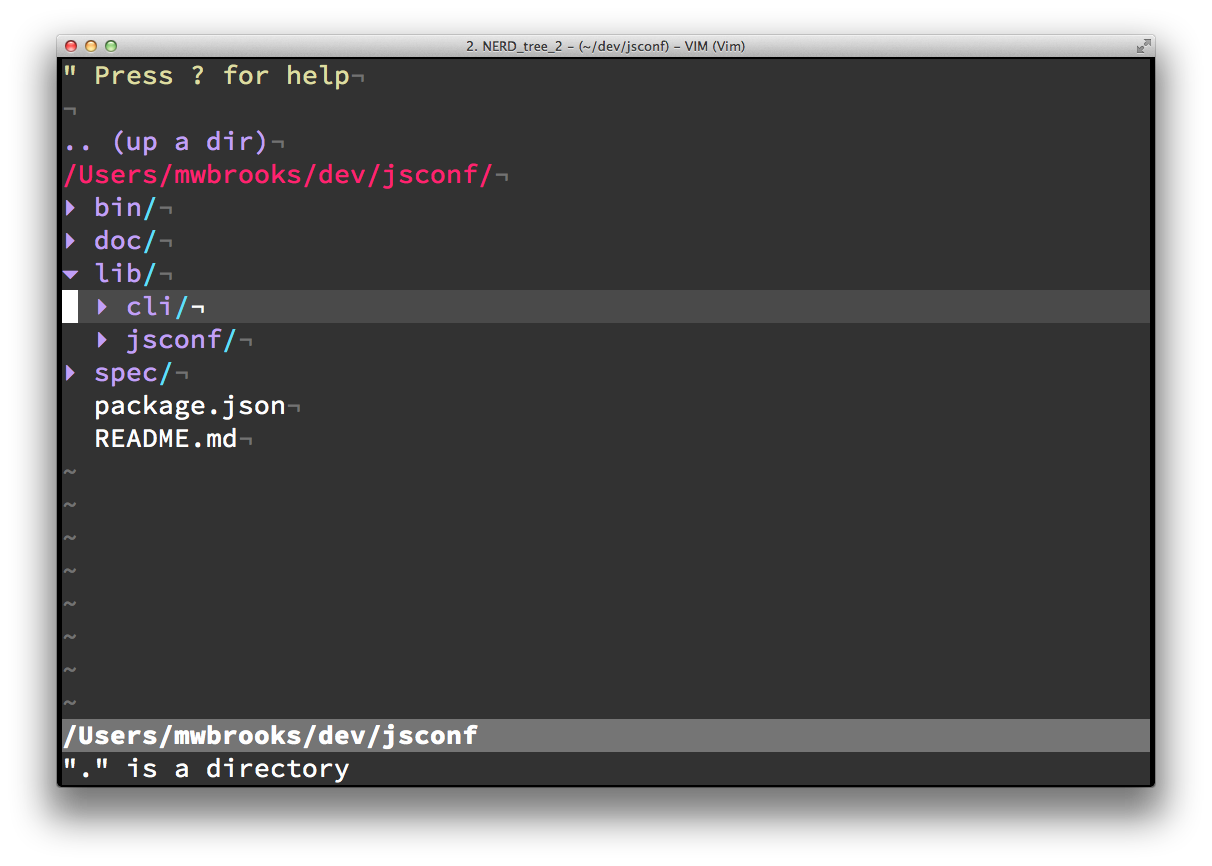 2. NERD_tree_2 – (~/dev/jsconf) – VIM (Vim)
" Press ? for help¬
¬
.. (up a dir)¬
/Users/mwbrooks/dev/jsconf/¬
▸ bin/¬
▸ doc/¬
▾ lib/¬
  ▸ cli/¬
  ▸ jsconf/¬
▸ spec/¬
  package.json¬
  README.md¬
~
~
~
~
~
~
~
~
/Users/mwbrooks/dev/jsconf
"." is a directory